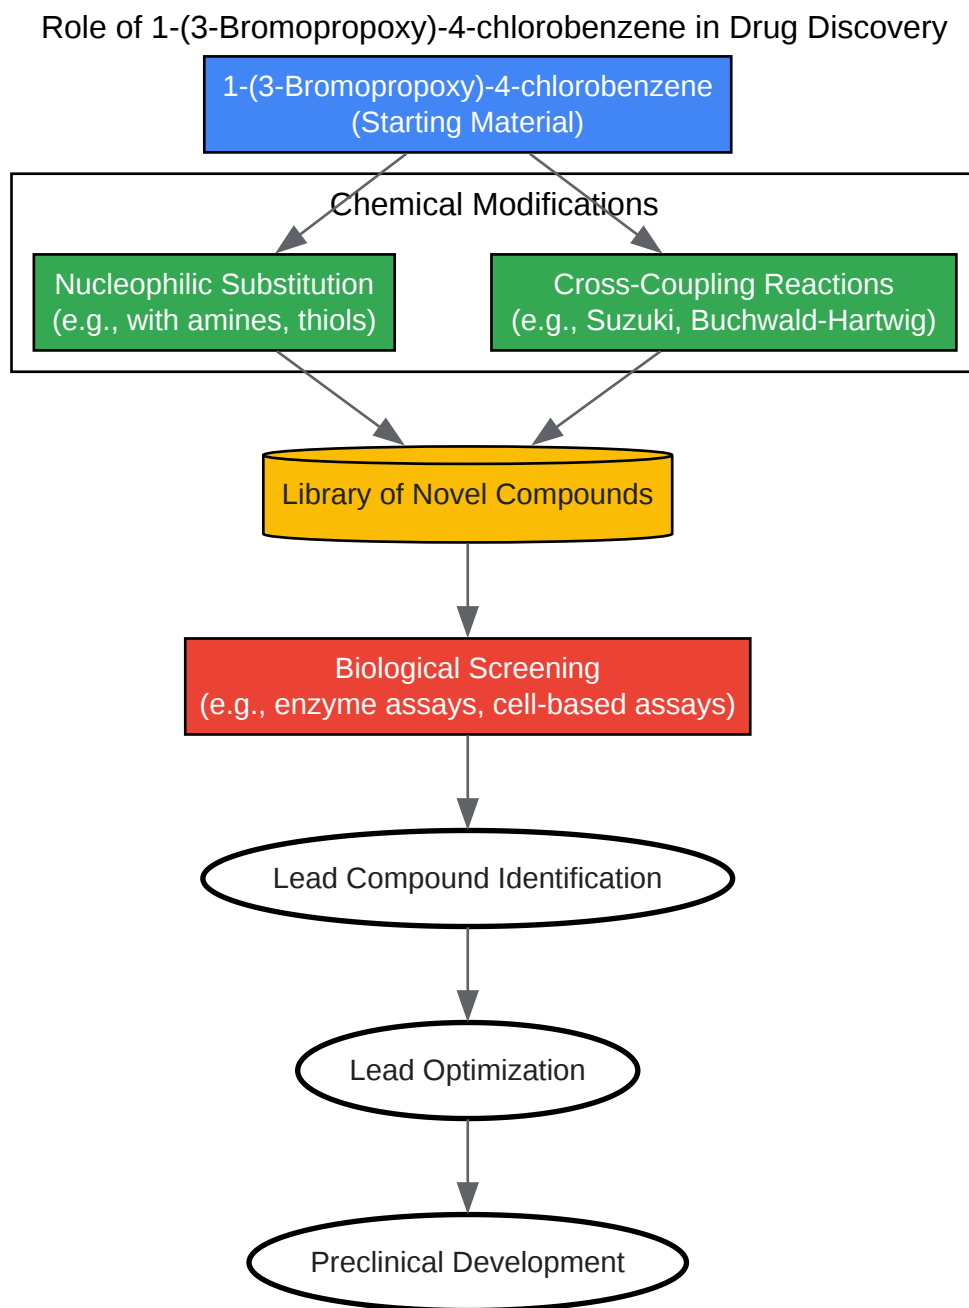 Role of 1-(3-Bromopropoxy)-4-chlorobenzene in Drug Discovery
1-(3-Bromopropoxy)-4-chlorobenzene
(Starting Material)
Chemical Modifications
Nucleophilic Substitution
(e.g., with amines, thiols)
Cross-Coupling Reactions
(e.g., Suzuki, Buchwald-Hartwig)
Library of Novel Compounds
Biological Screening
(e.g., enzyme assays, cell-based assays)
Lead Compound Identification
Lead Optimization
Preclinical Development